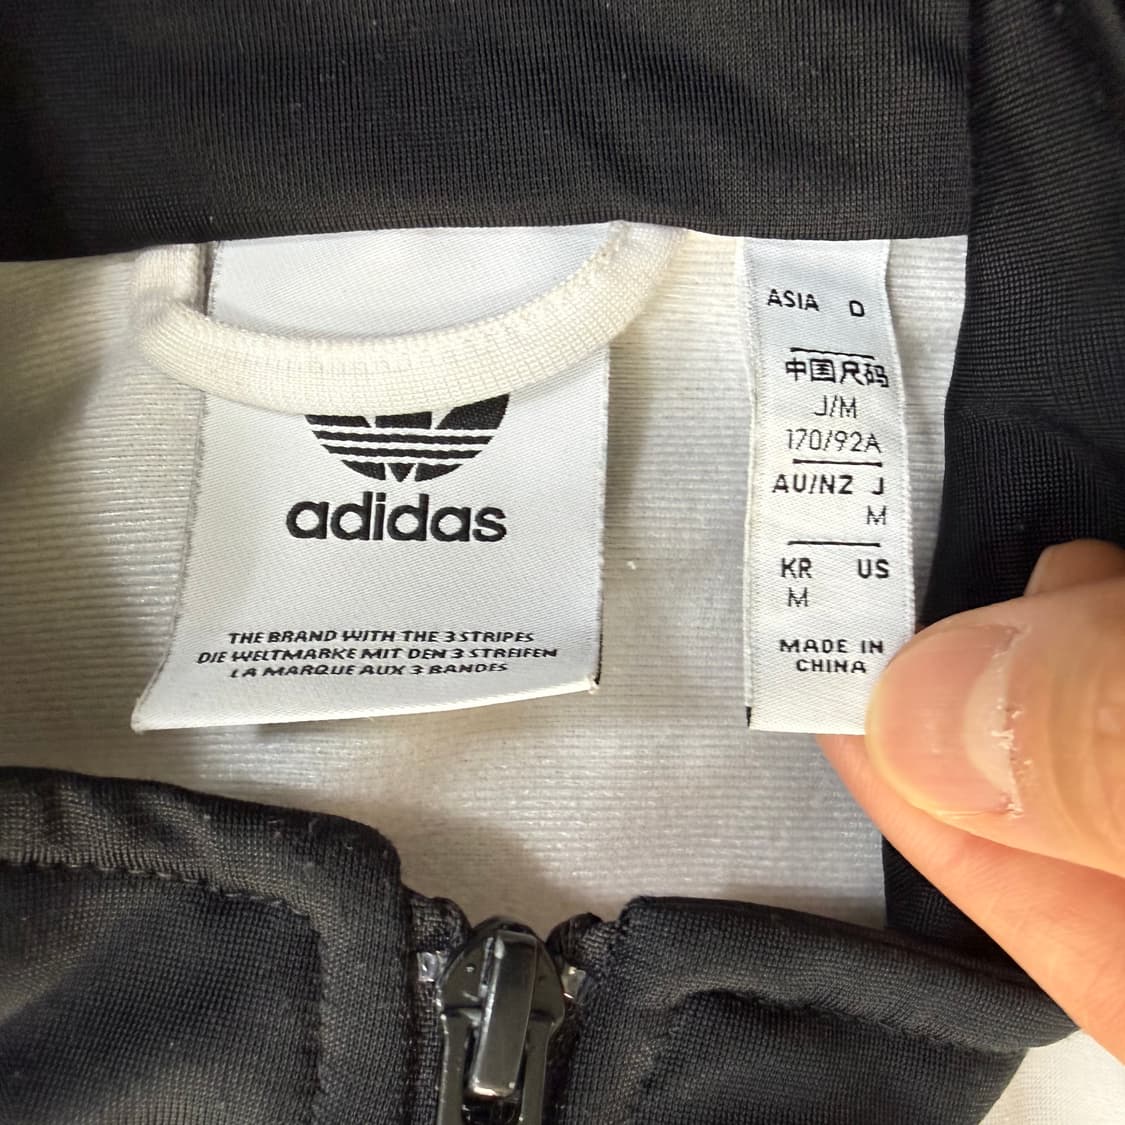 adidas
THE BRAND WITH THE 3 STRIPES
DIE WELTMARKE MIT DEN 3 STREIFEN
LA MARQUE AUX 3 BANDES
ASIA O
中国尺码
J/M
170/92A
AU/NZ J
M
KR US
M
MADE IN
CHINA